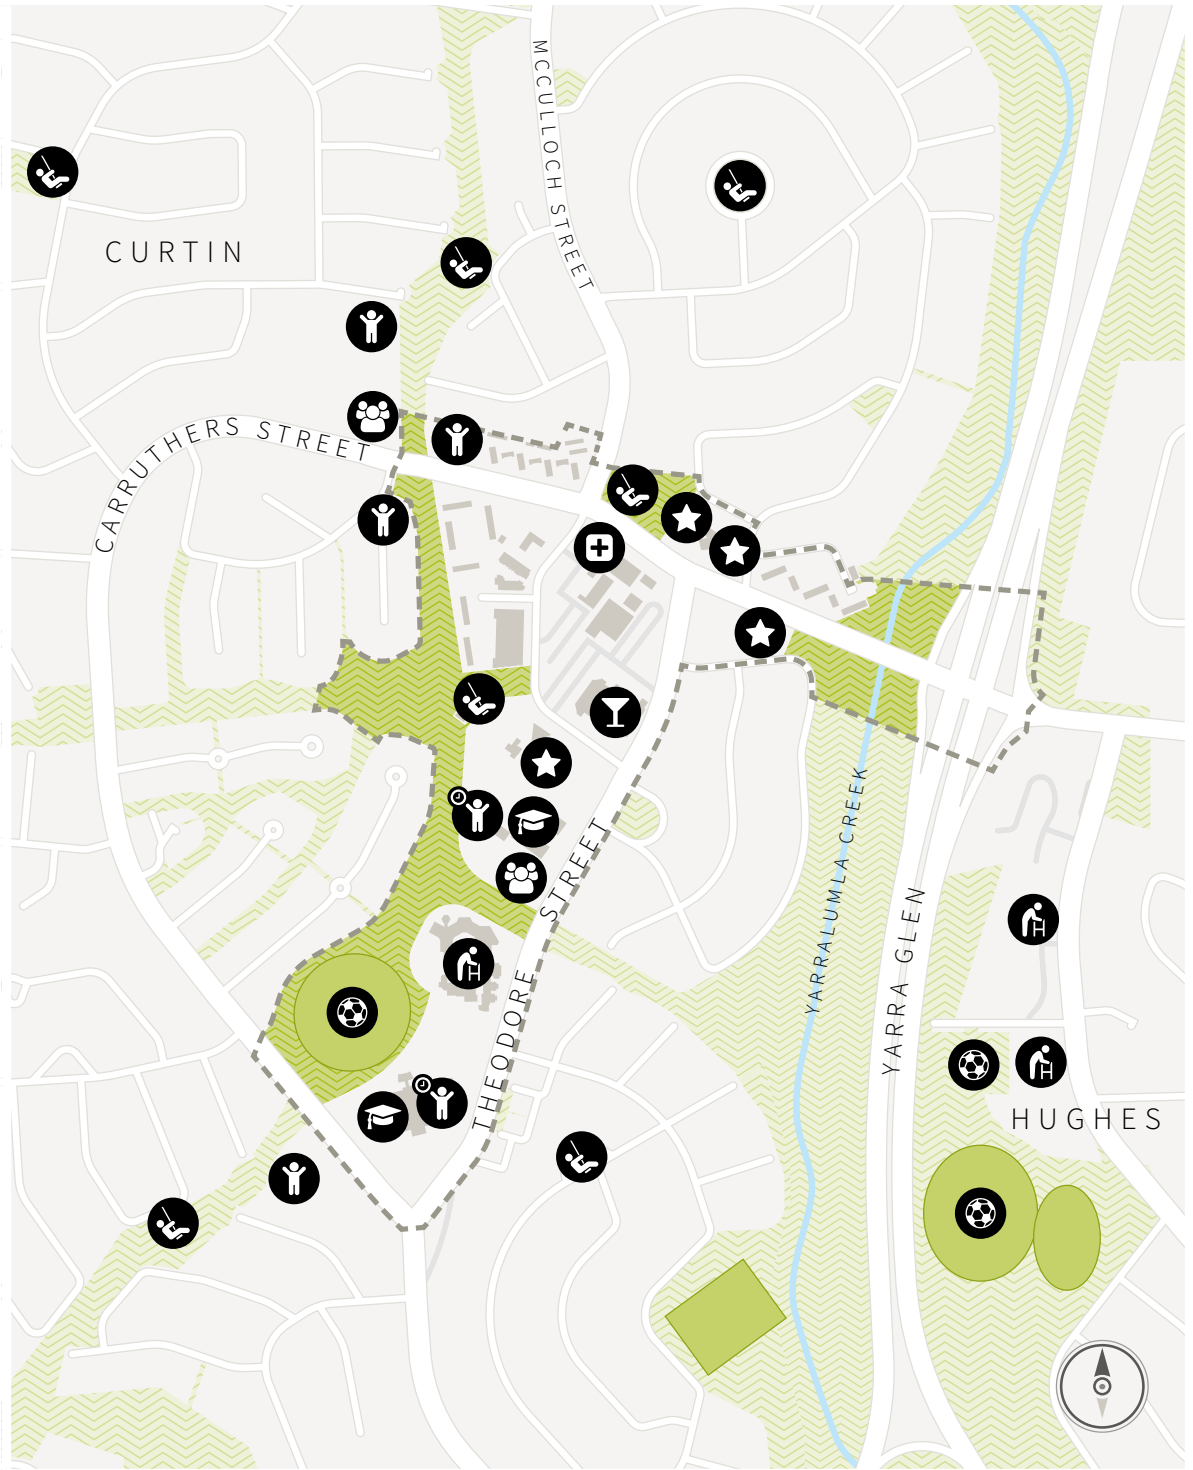 MCCULLOCH STREET
CURTIN
CARRUTHERS STREET
YARRALUMLA CREEK
THEODORE STREET
YARRA GLEN
HUGHES